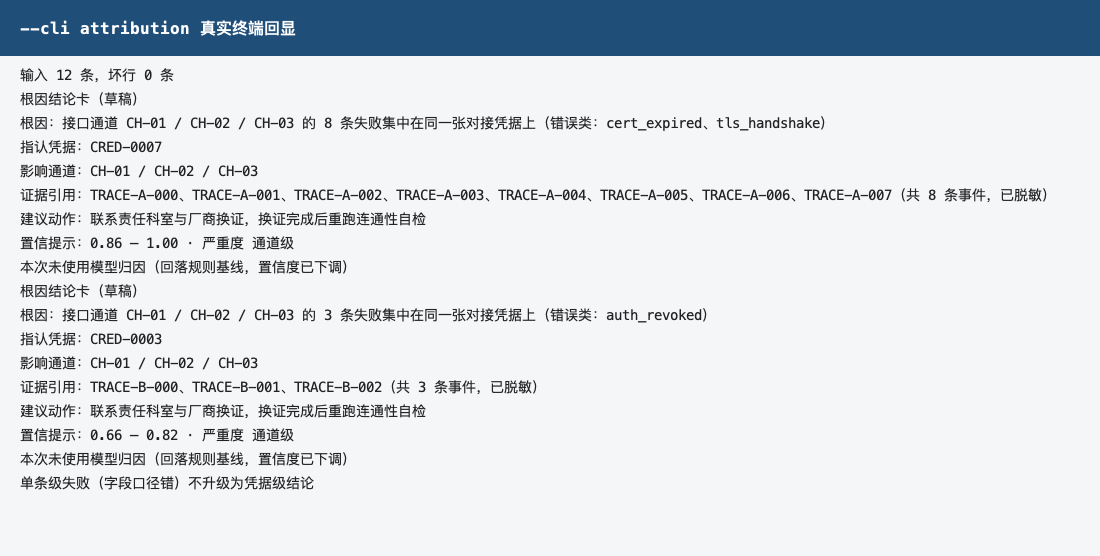 --cli attribution 真实终端回显
输入 12 条，坏行 0 条
根因结论卡（草稿）
根因：接口通道 CH-01 / CH-02 / CH-03 的 8 条失败集中在同一张对接凭据上（错误类：cert_expired、tls_handshake）
指认凭据：CRED-0007
影响通道：CH-01 / CH-02 / CH-03
证据引用：TRACE-A-000、TRACE-A-001、TRACE-A-002、TRACE-A-003、TRACE-A-004、TRACE-A-005、TRACE-A-006、TRACE-A-007（共 8 条事件，已脱敏）
建议动作：联系责任科室与厂商换证，换证完成后重跑连通性自检
置信提示：0.86 – 1.00 · 严重度 通道级
本次未使用模型归因（回落规则基线，置信度已下调）
根因结论卡（草稿）
根因：接口通道 CH-01 / CH-02 / CH-03 的 3 条失败集中在同一张对接凭据上（错误类：auth_revoked）
指认凭据：CRED-0003
影响通道：CH-01 / CH-02 / CH-03
证据引用：TRACE-B-000、TRACE-B-001、TRACE-B-002（共 3 条事件，已脱敏）
建议动作：联系责任科室与厂商换证，换证完成后重跑连通性自检
置信提示：0.66 – 0.82 · 严重度 通道级
本次未使用模型归因（回落规则基线，置信度已下调）
单条级失败（字段口径错）不升级为凭据级结论